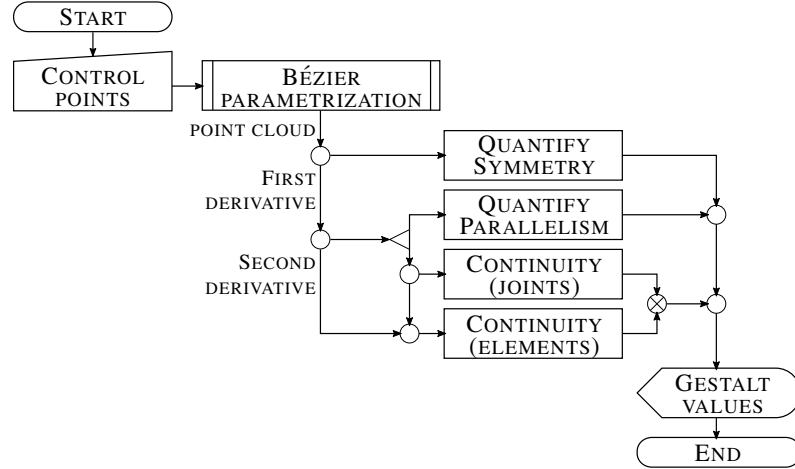 START
CONTROL
POINTS
BÉZIER
PARAMETRIZATION
POINT CLOUD
QUANTIFY
SYMMETRY
FIRST
DERIVATIVE
QUANTIFY
PARALLELISM
SECOND
DERIVATIVE
CONTINUITY
(JOINTS)
CONTINUITY
(ELEMENTS)
GESTALT
VALUES
END